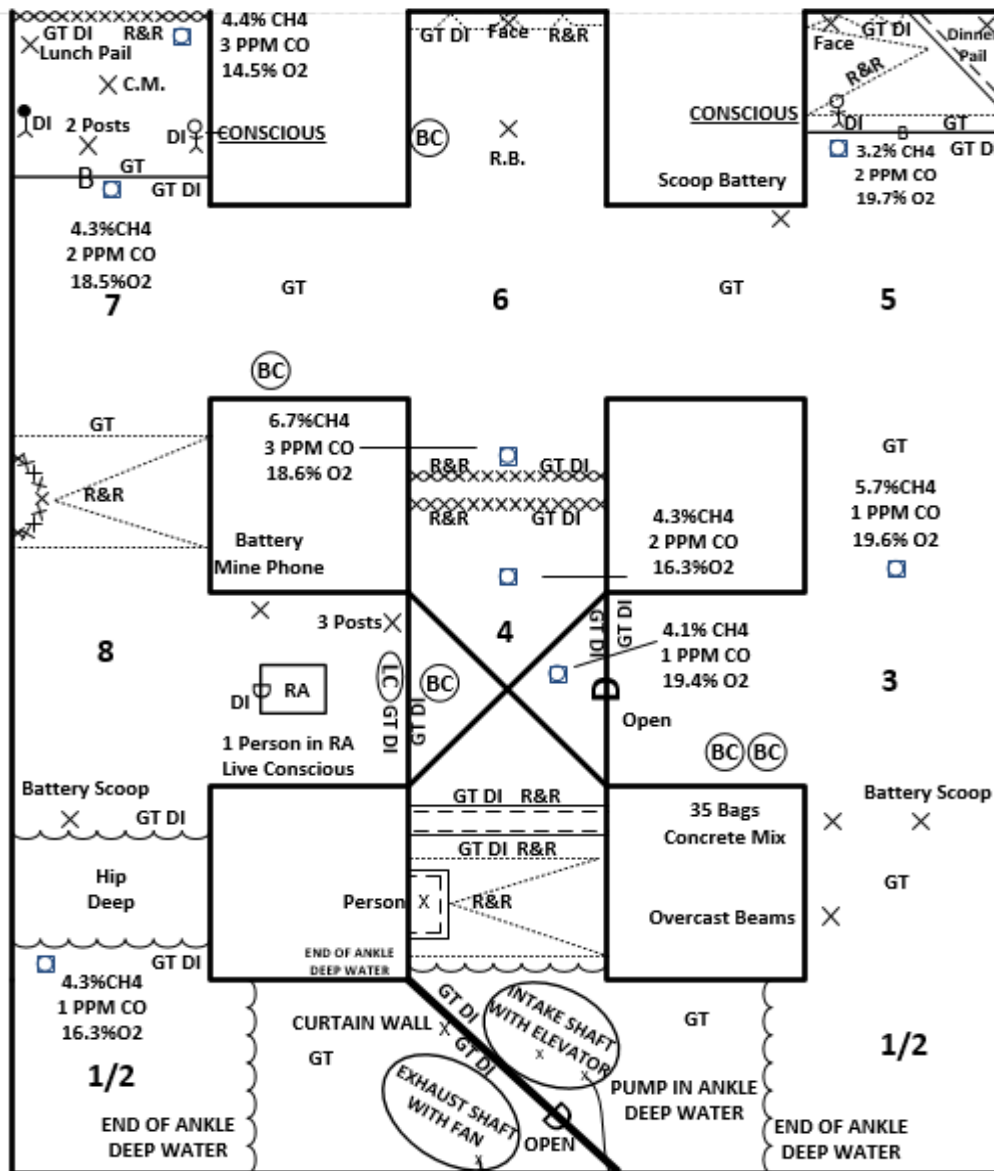 GT DI R&R
Lunch Pail
C.M.
DI
2 Posts
DI
CONSCIOUS
GT
B
GT DI
4.4% CH4
3 PPM CO
14.5% O2
GT DI
Face
R&R
BC
R.B.
CONSCIOUS
Scoop Battery
Face
GT DI
Dinner
Pail
R&R
DI
B
GT
GT D
3.2% CH4
2 PPM CO
19.7% O2
4.3%CH4
2 PPM CO
18.5%O2
7
GT
6
GT
5
BC
GT
R&R
6.7%CH4
3 PPM CO
18.6% O2
R&R
GT DI
R&R
GT DI
Battery
Mine Phone
4.3%CH4
2 PPM CO
16.3%O2
GT
5.7%CH4
1 PPM CO
19.6% O2
8
3 Posts
4
GT DI
GT DI
4.1% CH4
1 PPM CO
19.4% O2
3
DI
RA
LC
BC
GT DI
GT DI
D
Open
1 Person in RA
Live Conscious
BC
BC
Battery Scoop
GT DI
GT DI R&R
35 Bags
Concrete Mix
Battery Scoop
GT DI R&R
Hip
Deep
Person
X
R&R
Overcast Beams
GT
GT DI
END OF ANKLE
DEEP WATER
4.3%CH4
1 PPM CO
16.3%O2
1/2
CURTAIN WALL
GT
GT DI
GT DI
INTAKE SHAFT
WITH ELEVATOR
GT
1/2
EXHAUST SHAFT
WITH FAN
D
OPEN
PUMP IN ANKLE
DEEP WATER
END OF ANKLE
DEEP WATER
END OF ANKLE
DEEP WATER